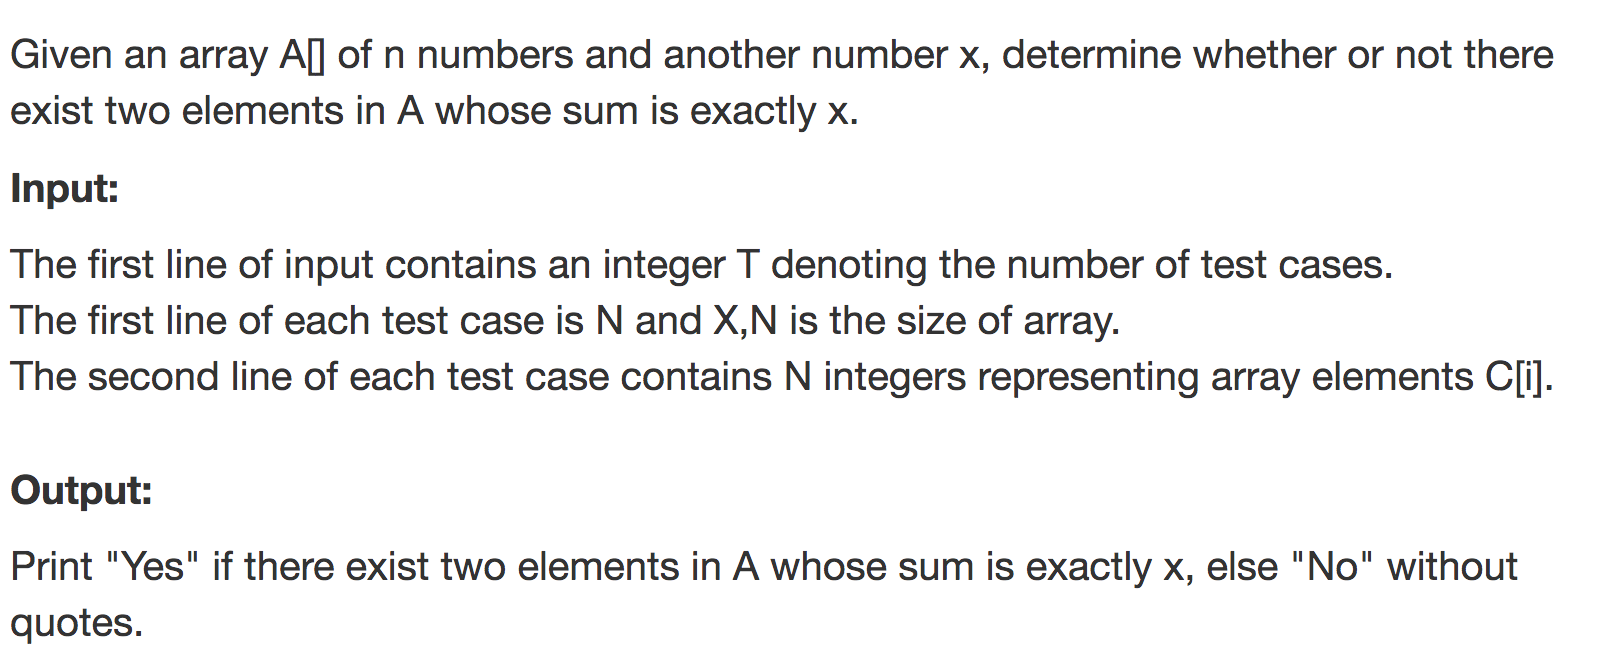 Given an array A[] of n numbers and another number x, determine whether or not there
exist two elements in A whose sum is exactly x.
Input:
The first line of input contains an integer T denoting the number of test cases.
The first line of each test case is N and X,N is the size of array.
The second line of each test case contains N integers representing array elements C[i].
Output:
Print "Yes" if there exist two elements in A whose sum is exactly x, else "No" without
quotes.